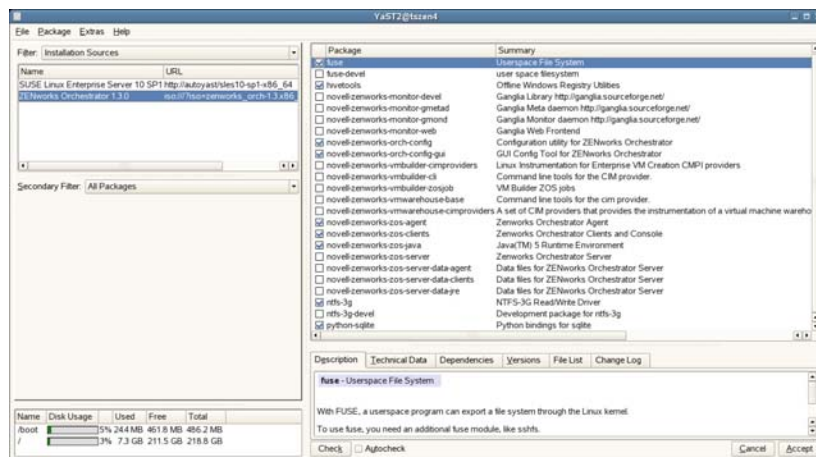 YaST2@tszen4
File Package Extras Help
Filter: Installation Sources
Name URL
SUSE Linux Enterprise Server 10 SP1 http://autoyast/sles10-sp1-x86_64
ZENworks Orchestrator 1.3.0 iso:///?iso=zenworks_orch-1.3.x86
Secondary Filter: All Packages
Name Disk Usage Used Free Total
/boot 5% 24.4 MB 461.8 MB 486.2 MB
/ 3% 7.3 GB 211.5 GB 218.8 GB
Package Summary
fuse Userspace File System
fuse-devel user space filesystem
hivetools Offline Windows Registry Utilities
novell-zenworks-monitor-devel Ganglia Library http://ganglia.sourceforge.net/
novell-zenworks-monitor-gmetad Ganglia Meta daemon http://ganglia.sourceforge.net/
novell-zenworks-monitor-gmond Ganglia Monitor daemon http://ganglia.sourceforge.net/
novell-zenworks-monitor-web Ganglia Web Frontend
novell-zenworks-orch-config Configuration utility for ZENworks Orchestrator
novell-zenworks-orch-config-gui GUI Config Tool for ZENworks Orchestrator
novell-zenworks-vmbuilder-cimproviders Linux Instrumentation for Enterprise VM Creation CMPI providers
novell-zenworks-vmbuilder-cli Command line tools for the CIM provider.
novell-zenworks-vmbuilder-zosjob VM Builder ZOS jobs
novell-zenworks-vmwarehouse-base Command line tools for the cim provider.
novell-zenworks-vmwarehouse-cimproviders A set of CIM providers that provides the instrumentation of a virtual machine wareho
novell-zenworks-zos-agent Zenworks Orchestrator Agent
novell-zenworks-zos-clients Zenworks Orchestrator Clients and Console
novell-zenworks-zos-java Java(TM) 5 Runtime Environment
novell-zenworks-zos-server Zenworks Orchestrator Server
novell-zenworks-zos-server-data-agent Data files for ZENworks Orchestrator Server
novell-zenworks-zos-server-data-clients Data files for ZENworks Orchestrator Server
novell-zenworks-zos-server-data-jre Data files for ZENworks Orchestrator Server
ntfs-3g NTFS-3G Read/Write Driver
ntfs-3g-devel Development package for ntfs-3g
python-sqlite Python bindings for sqlite
Description Technical Data Dependencies Versions File List Change Log
fuse - Userspace File System
With FUSE, a userspace program can export a file system through the Linux kernel.
To use fuse, you need an additional fuse module, like sshfs.
Check Autocheck Cancel Accept